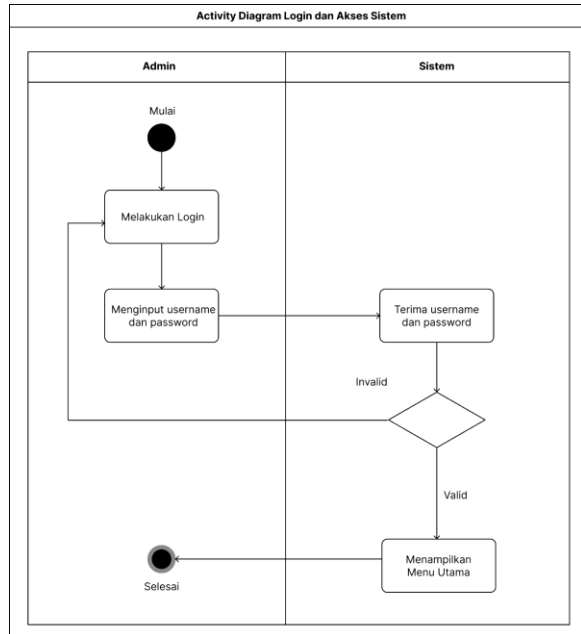 Activity Diagram Login dan Akses Sistem
Admin
Sistem
Mulai
Melakukan Login
Menginput username
dan password
Terima username
dan password
Invalid
Valid
Menampilkan
Menu Utama
Selesai